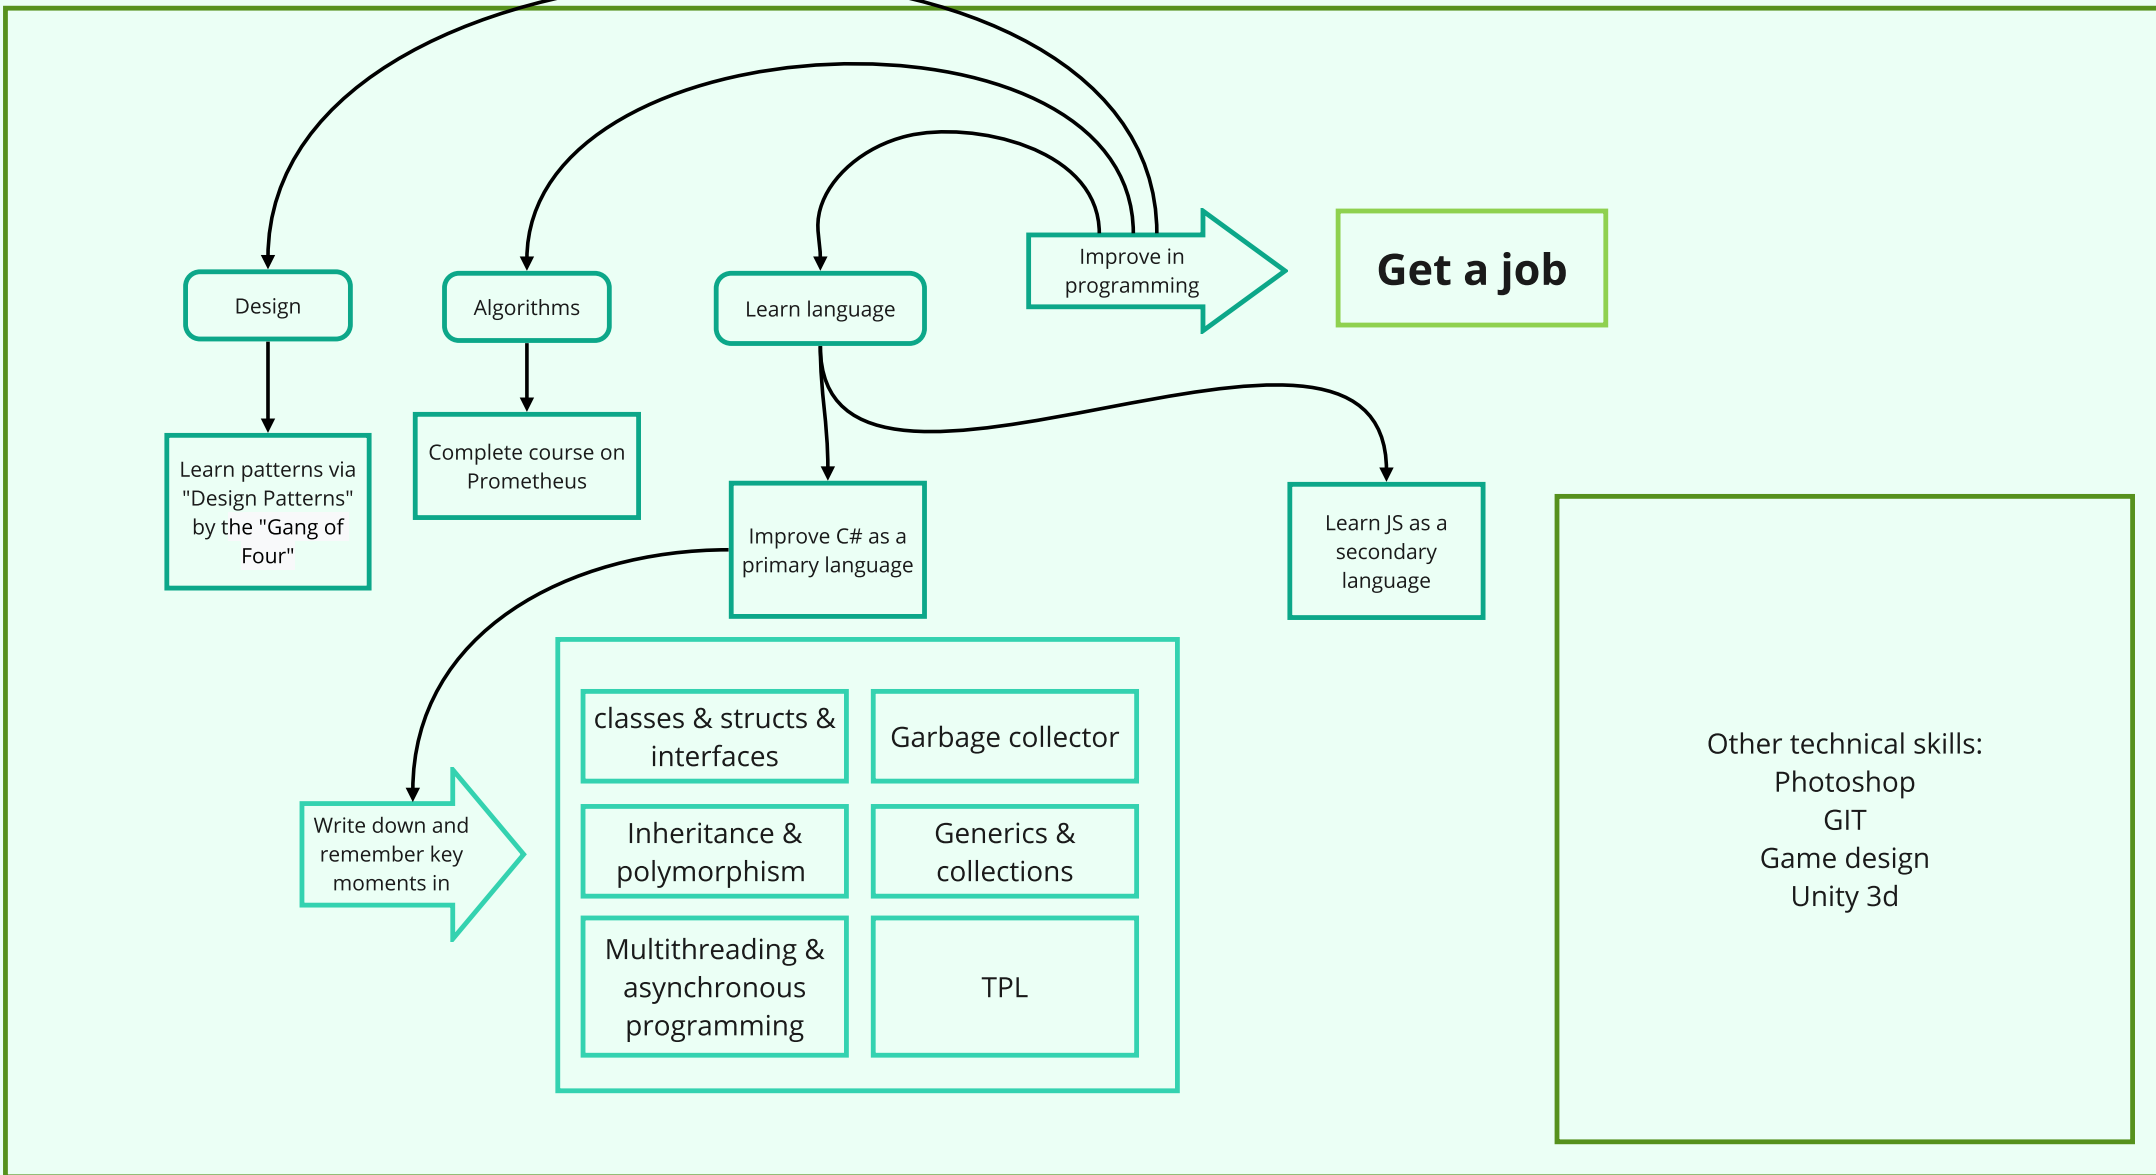 Improve in
programming
Get a job
Design
Algorithms
Learn language
Learn patterns via
"Design Patterns"
by the "Gang of
Four"
Complete course on
Prometheus
Improve C# as a
primary language
Learn JS as a
secondary
language
Write down and
remember key
moments in
classes & structs &
interfaces
Garbage collector
Inheritance &
polymorphism
Generics &
collections
Multithreading &
asynchronous
programming
TPL
Other technical skills:
Photoshop
GIT
Game design
Unity 3d